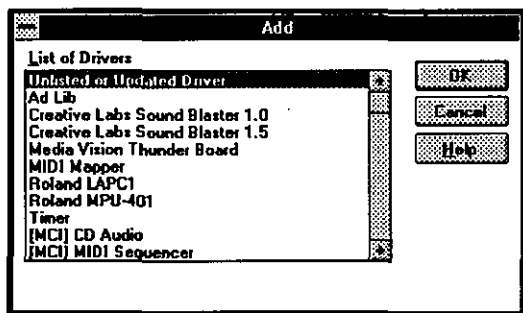 Add
List of Drivers
Unlisted or Updated Driver
Ad Lib
Creative Labs Sound Blaster 1.0
Creative Labs Sound Blaster 1.5
Media Vision Thunder Board
MIDI Mapper
Roland LAPC1
Roland MPU-401
Timer
[MCI] CD Audio
[MCI] MIDI Sequencer
OK
Cancel
Help